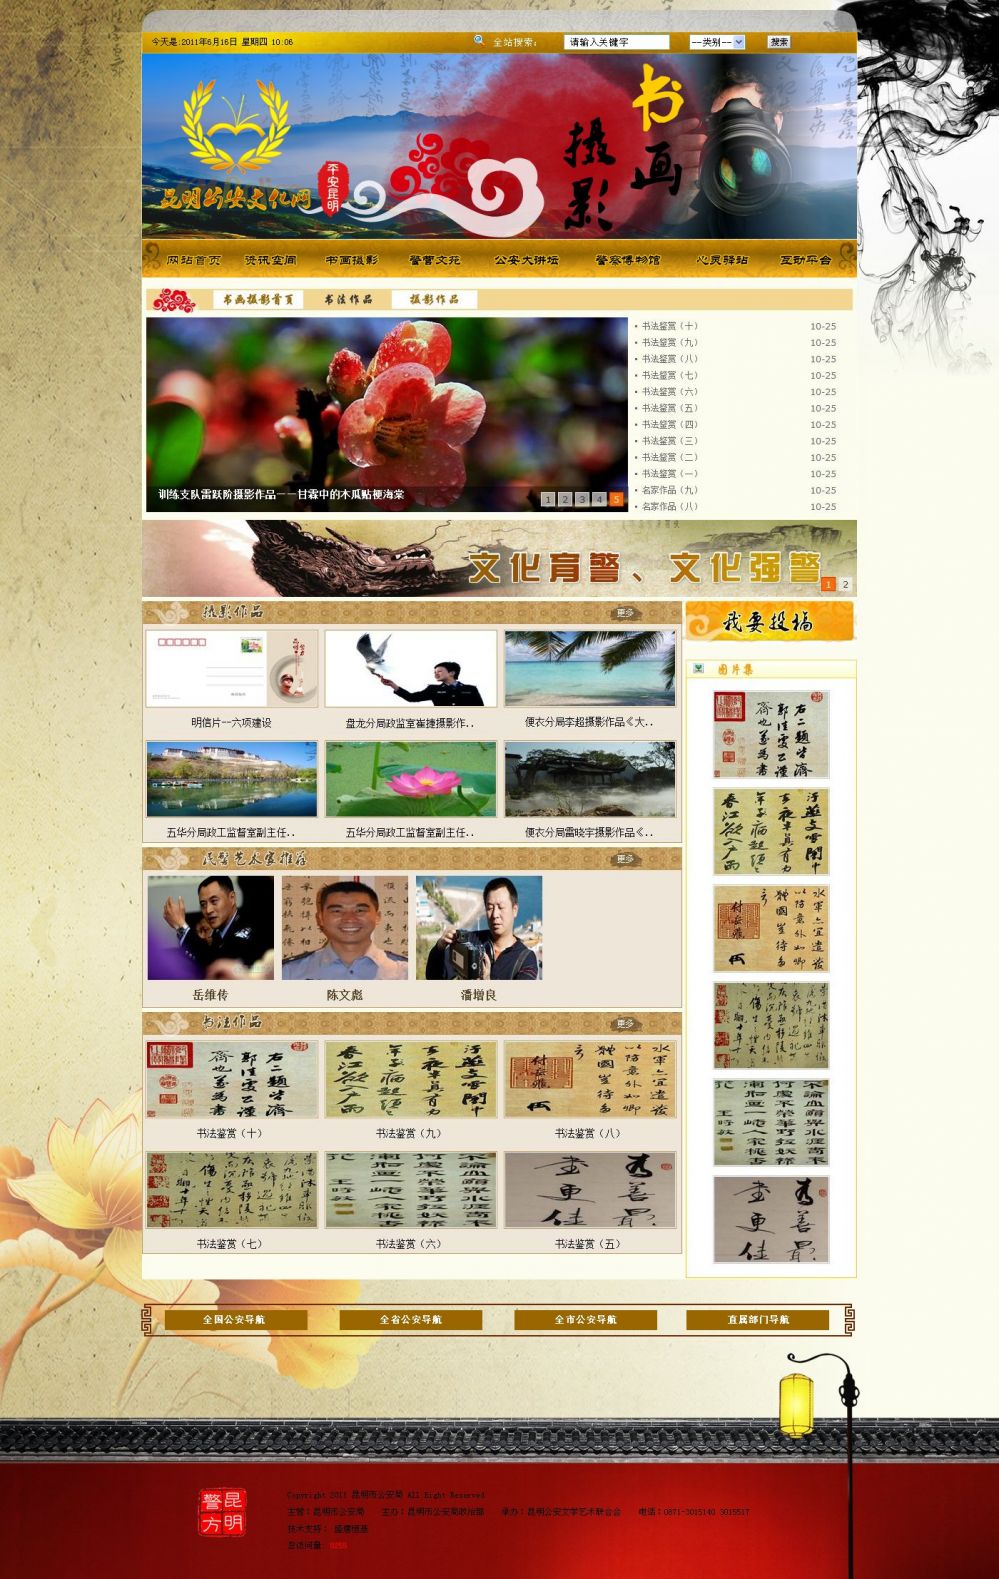 今天是:2011年6月16日 星期四 10:06
全站搜索:
请输入关键字
--类别--
搜索
昆明公安文化网
平安昆明
书画
摄影
网站首页 资讯空间 书画摄影 警营文苑 公安大讲坛 警察博物馆 心灵驿站 互动平台
书画摄影首页 书法作品 摄影作品
书法鉴赏（十） 10-25
书法鉴赏（九） 10-25
书法鉴赏（八） 10-25
书法鉴赏（七） 10-25
书法鉴赏（六） 10-25
书法鉴赏（五） 10-25
书法鉴赏（四） 10-25
书法鉴赏（三） 10-25
书法鉴赏（二） 10-25
书法鉴赏（一） 10-25
名家作品（九） 10-25
名家作品（八） 10-25
训练支队雷跃阶摄影作品——甘霖中的木瓜贴梗海棠
1 2 3 4 5
文化育警、文化强警
1 2
摄影作品 更多
明信片--六项建设 盘龙分局政监室崔捷摄影作.. 便衣分局李超摄影作品《大..
五华分局政工监督室副主任.. 五华分局政工监督室副主任.. 便衣分局雷晓宇摄影作品《..
民警艺术家推荐 更多
岳维传 陈文彪 潘增良
书法作品 更多
书法鉴赏（十） 书法鉴赏（九） 书法鉴赏（八）
书法鉴赏（七） 书法鉴赏（六） 书法鉴赏（五）
我要投稿
图片集
全国公安导航 全省公安导航 全市公安导航 直属部门导航
昆明
警方
Copyright 2011 昆明市公安局 All Right Reserved
主管：昆明市公安局 主办：昆明市公安局政治部 承办：昆明公安文学艺术联合会 电话：0871-3015140 3015517
技术支持：
总访问量: